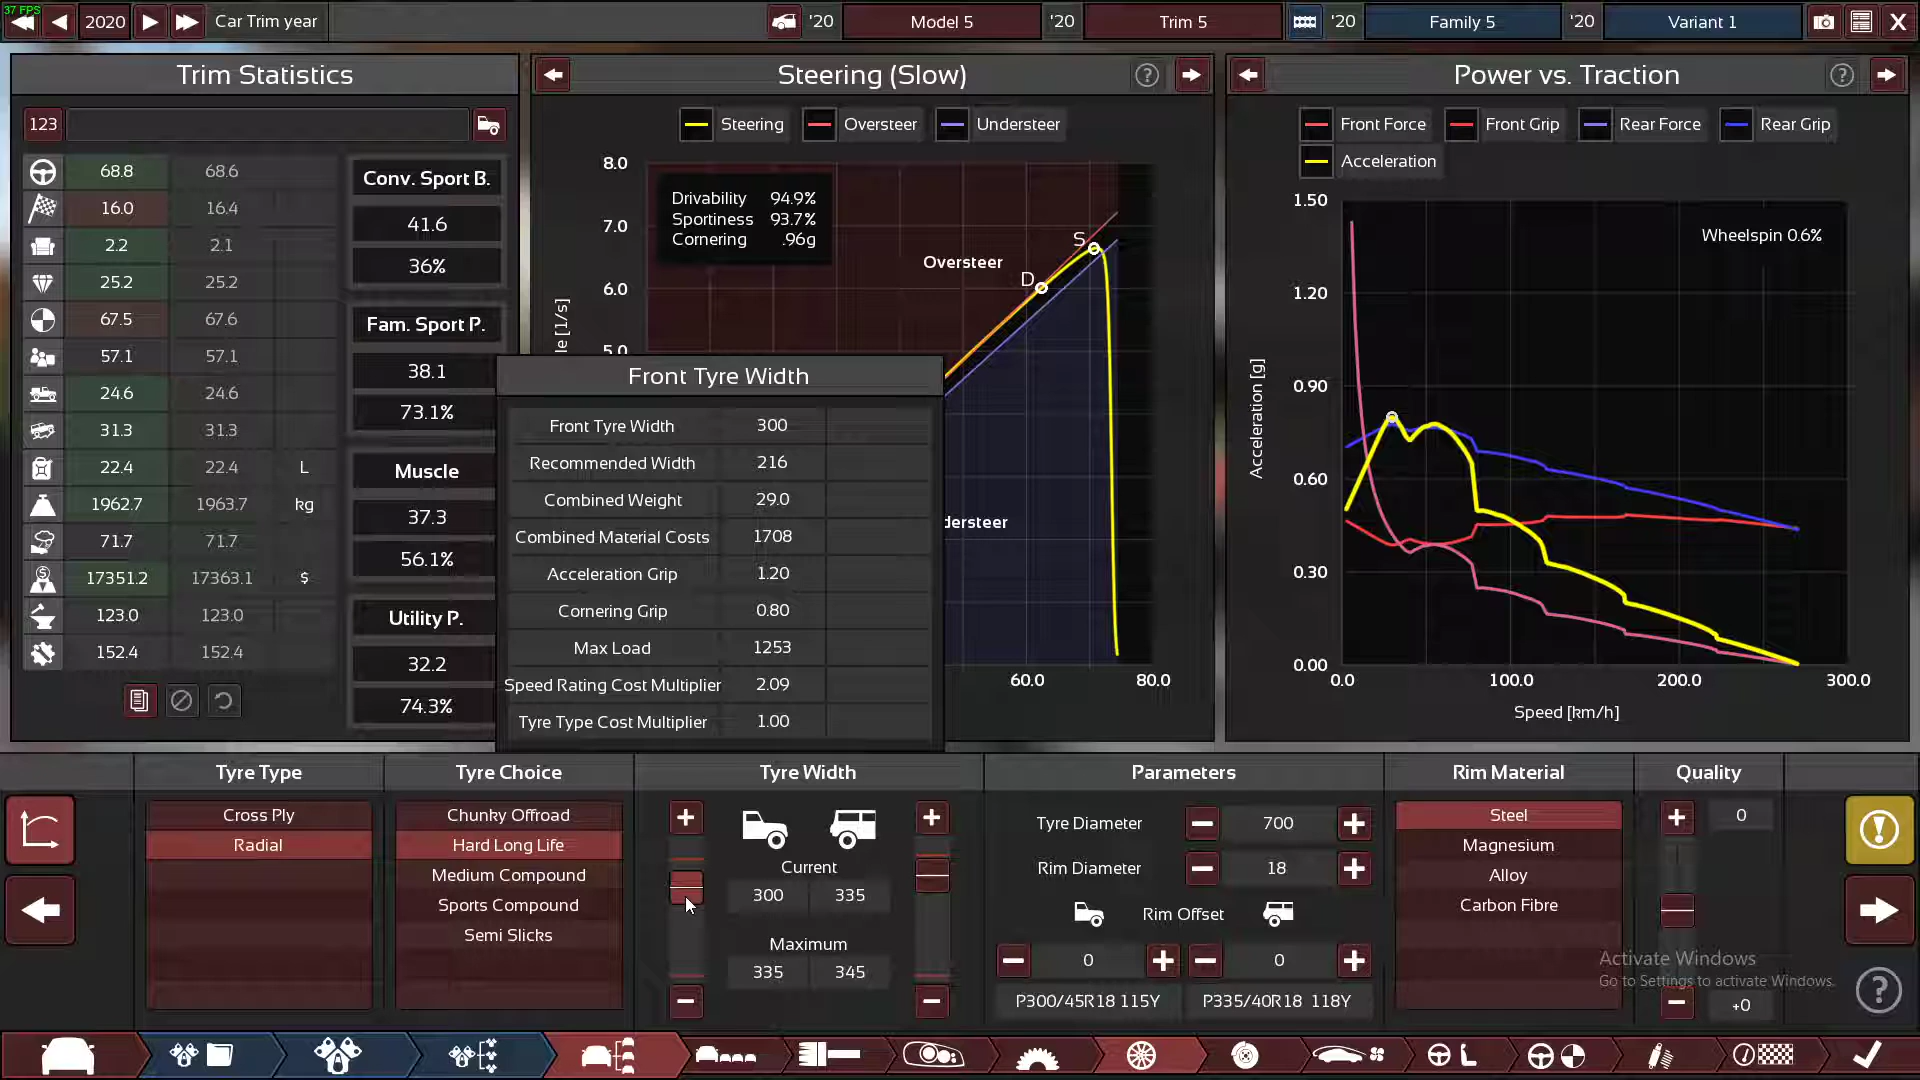 37 FPS
2020
Car Trim year
'20
Model 5
'20
Trim 5
'20
Family 5
'20
Variant 1
X
Trim Statistics
123
68.8 68.6
16.0 16.4
2.2 2.1
25.2 25.2
67.5 67.6
57.1 57.1
24.6 24.6
31.3 31.3
22.4 22.4 L
1962.7 1963.7 kg
71.7 71.7
17351.2 17363.1 $
123.0 123.0
152.4 152.4
Conv. Sport B.
41.6
36%
Fam. Sport P.
38.1
73.1%
Muscle
37.3
56.1%
Utility P.
32.2
74.3%
Steering (Slow)
?
Steering
Oversteer
Understeer
8.0
7.0
6.0
5.0
Drivability 94.9%
Sportiness 93.7%
Cornering .96g
Oversteer
S
D
le [1/s]
dersteer
60.0
80.0
Front Tyre Width
Front Tyre Width 300
Recommended Width 216
Combined Weight 29.0
Combined Material Costs 1708
Acceleration Grip 1.20
Cornering Grip 0.80
Max Load 1253
Speed Rating Cost Multiplier 2.09
Tyre Type Cost Multiplier 1.00
Power vs. Traction
?
Front Force
Front Grip
Rear Force
Rear Grip
Acceleration
Wheelspin 0.6%
1.50
1.20
0.90
0.60
0.30
0.00
Acceleration [g]
0.0
100.0
200.0
300.0
Speed [km/h]
Tyre Type
Cross Ply
Radial
Tyre Choice
Chunky Offroad
Hard Long Life
Medium Compound
Sports Compound
Semi Slicks
Tyre Width
Current
300 335
Maximum
335 345
Parameters
Tyre Diameter 700
Rim Diameter 18
Rim Offset
0 0
P300/45R18 115Y
P335/40R18 118Y
Rim Material
Steel
Magnesium
Alloy
Carbon Fibre
Quality
0
+0
Activate Windows
Go to Settings to activate Windows.
?